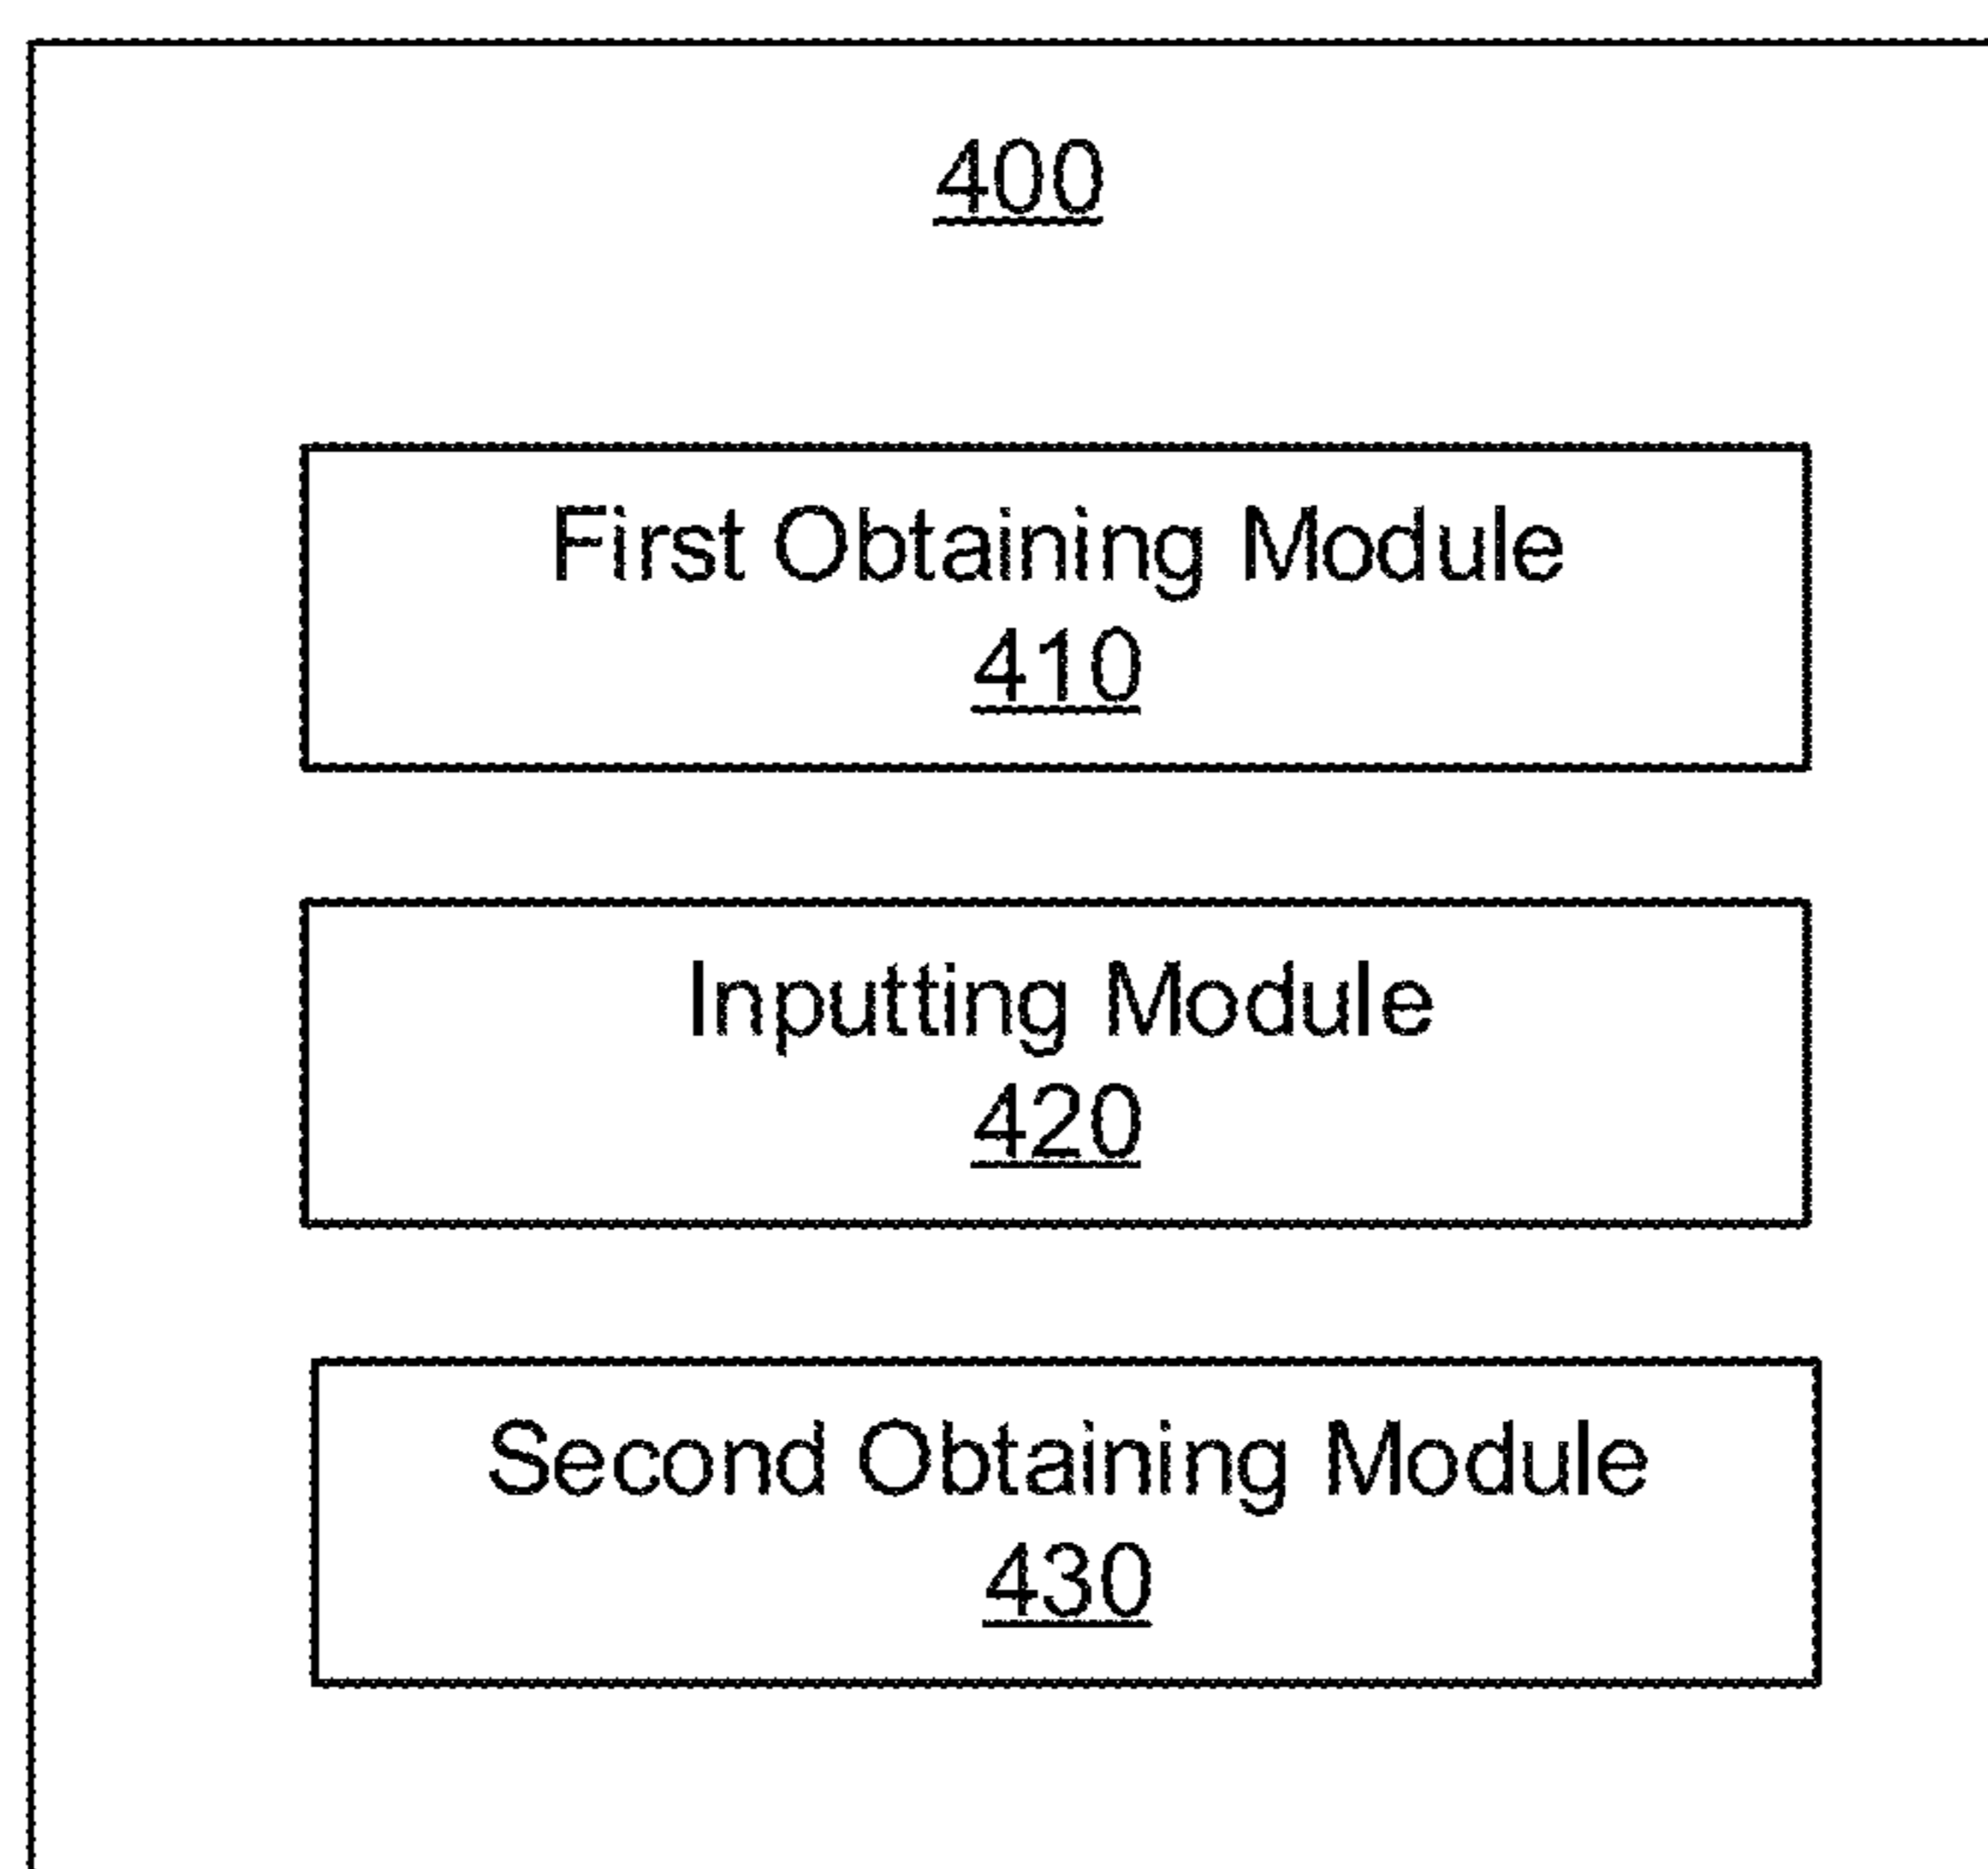 400
First Obtaining Module
410
Inputting Module
420
Second Obtaining Module
430